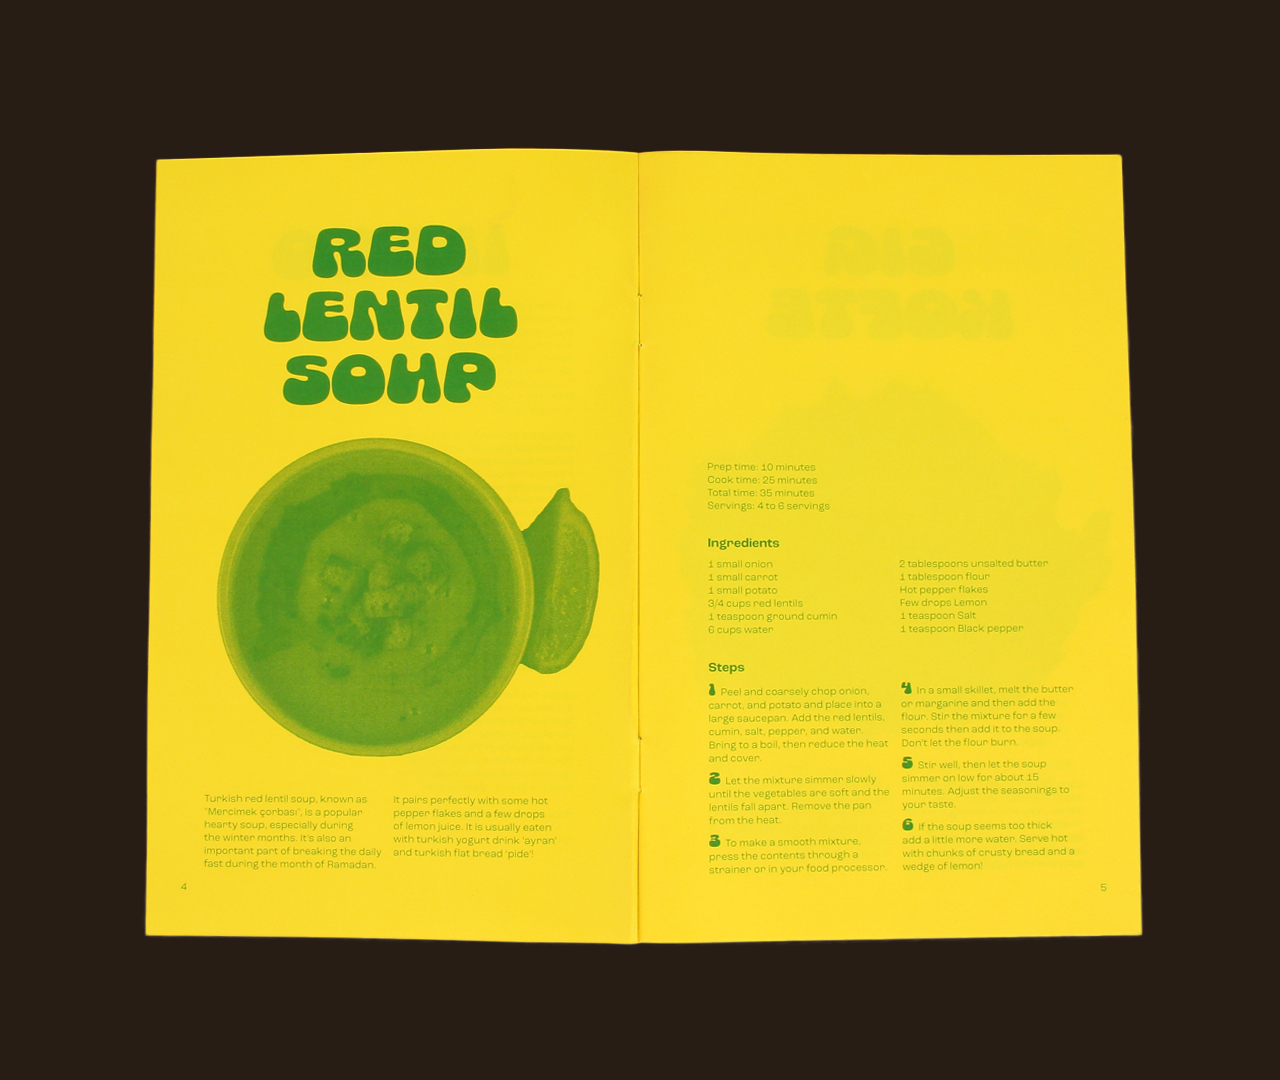 RED
LENTIL
SOUP
Turkish red lentil soup, known as
"Mercimek çorbası", is a popular
hearty soup, especially during
the winter months. It's also an
important part of breaking the daily
fast during the month of Ramadan.
It pairs perfectly with some hot
pepper flakes and a few drops
of lemon juice. It is usually eaten
with turkish yogurt drink 'ayran'
and turkish flat bread 'pide'!
4
Prep time: 10 minutes
Cook time: 25 minutes
Total time: 35 minutes
Servings: 4 to 6 servings
Ingredients
1 small onion
1 small carrot
1 small potato
3/4 cups red lentils
1 teaspoon ground cumin
6 cups water
2 tablespoons unsalted butter
1 tablespoon flour
Hot pepper flakes
Few drops Lemon
1 teaspoon Salt
1 teaspoon Black pepper
Steps
1 Peel and coarsely chop onion,
carrot, and potato and place into a
large saucepan. Add the red lentils,
cumin, salt, pepper, and water.
Bring to a boil, then reduce the heat
and cover.
2 Let the mixture simmer slowly
until the vegetables are soft and the
lentils fall apart. Remove the pan
from the heat.
3 To make a smooth mixture,
press the contents through a
strainer or in your food processor.
4 In a small skillet, melt the butter
or margarine and then add the
flour. Stir the mixture for a few
seconds then add it to the soup.
Don't let the flour burn.
5 Stir well, then let the soup
simmer on low for about 15
minutes. Adjust the seasonings to
your taste.
6 If the soup seems too thick
add a little more water. Serve hot
with chunks of crusty bread and a
wedge of lemon!
5